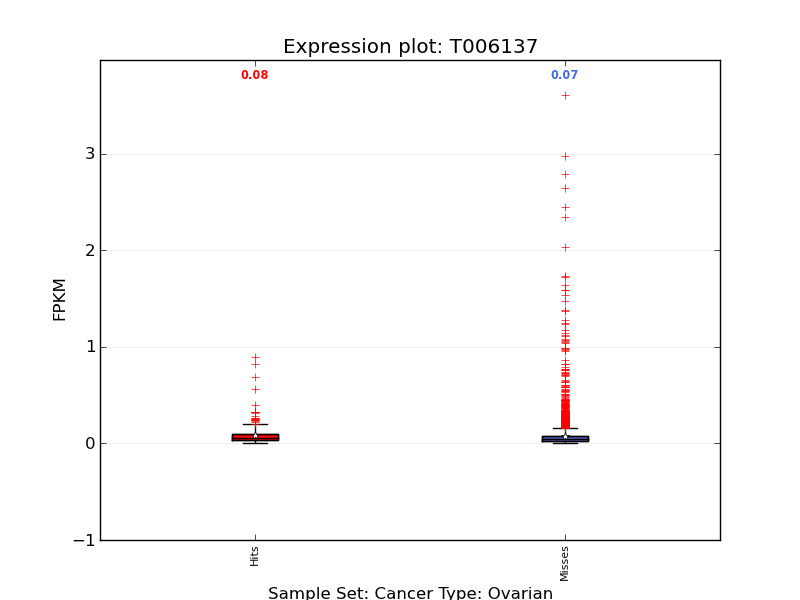 Expression plot: T006137
0.08
0.07
3
2
1
0
−1
FPKM
Hits
Misses
Sample Set: Cancer Type: Ovarian